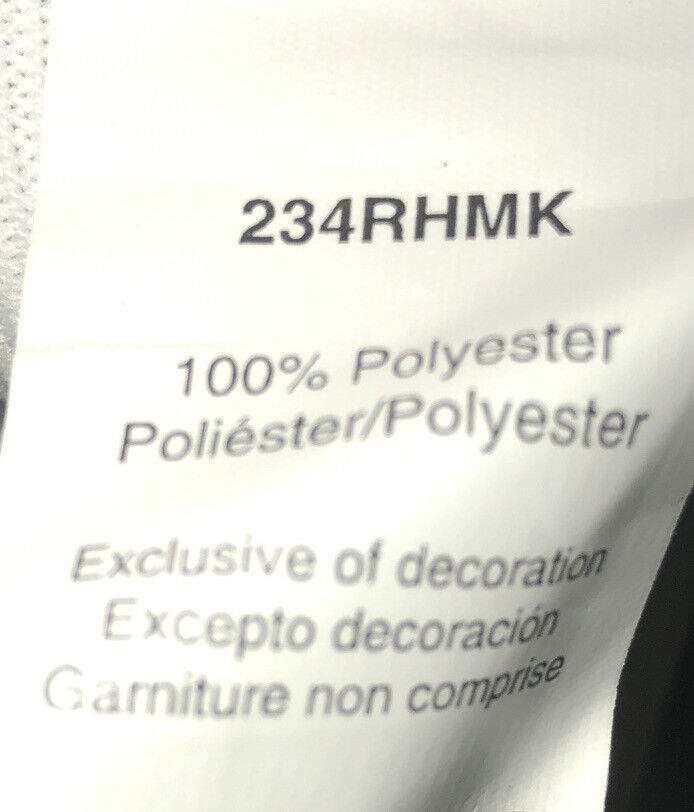 234RHMK
100% Polyester
Poliéster/Polyester
Exclusive of decoration
Excepto decoración
Garniture non comprise